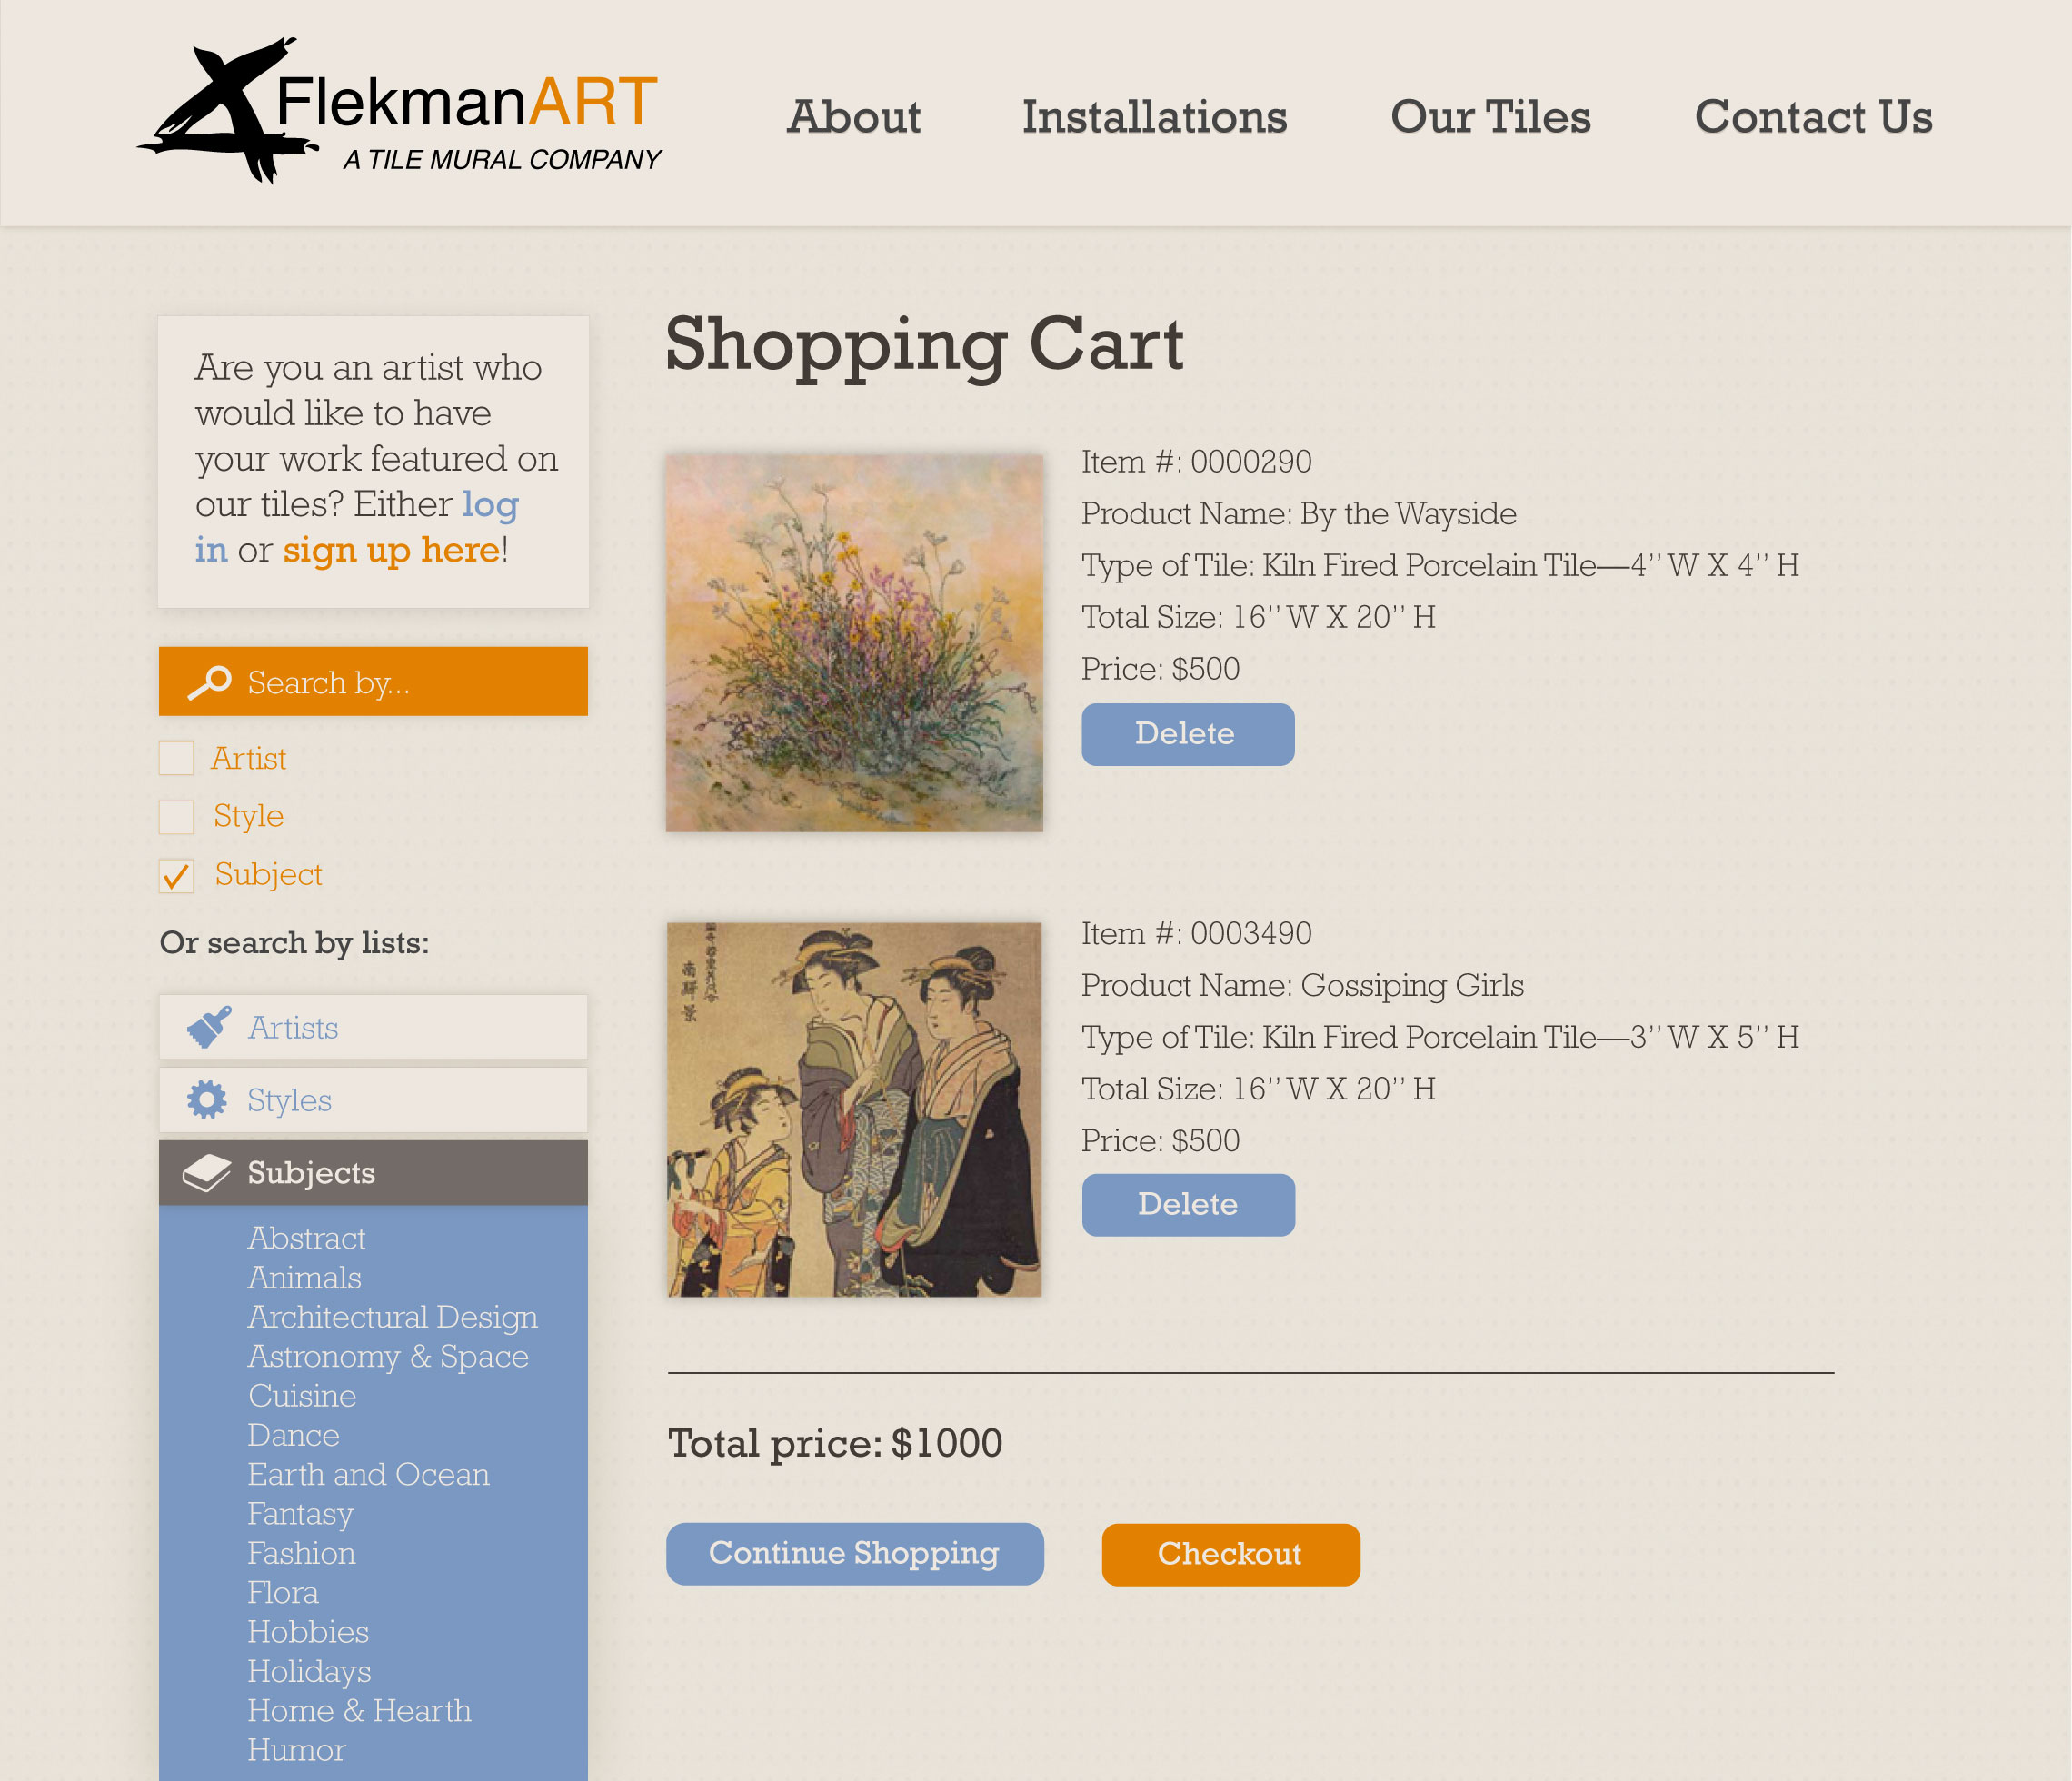 FlekmanART
A TILE MURAL COMPANY
About
Installations
Our Tiles
Contact Us
Are you an artist who
would like to have
your work featured on
our tiles? Either log
in or sign up here!
Search by...
Artist
Style
Subject
Or search by lists:
Artists
Styles
Subjects
Abstract
Animals
Architectural Design
Astronomy & Space
Cuisine
Dance
Earth and Ocean
Fantasy
Fashion
Flora
Hobbies
Holidays
Home & Hearth
Humor
Shopping Cart
Item #: 0000290
Product Name: By the Wayside
Type of Tile: Kiln Fired Porcelain Tile—4’’ W X 4’’ H
Total Size: 16’’ W X 20’’ H
Price: $500
Delete
南
景
Item #: 0003490
Product Name: Gossiping Girls
Type of Tile: Kiln Fired Porcelain Tile—3’’ W X 5’’ H
Total Size: 16’’ W X 20’’ H
Price: $500
Delete
Total price: $1000
Continue Shopping
Checkout